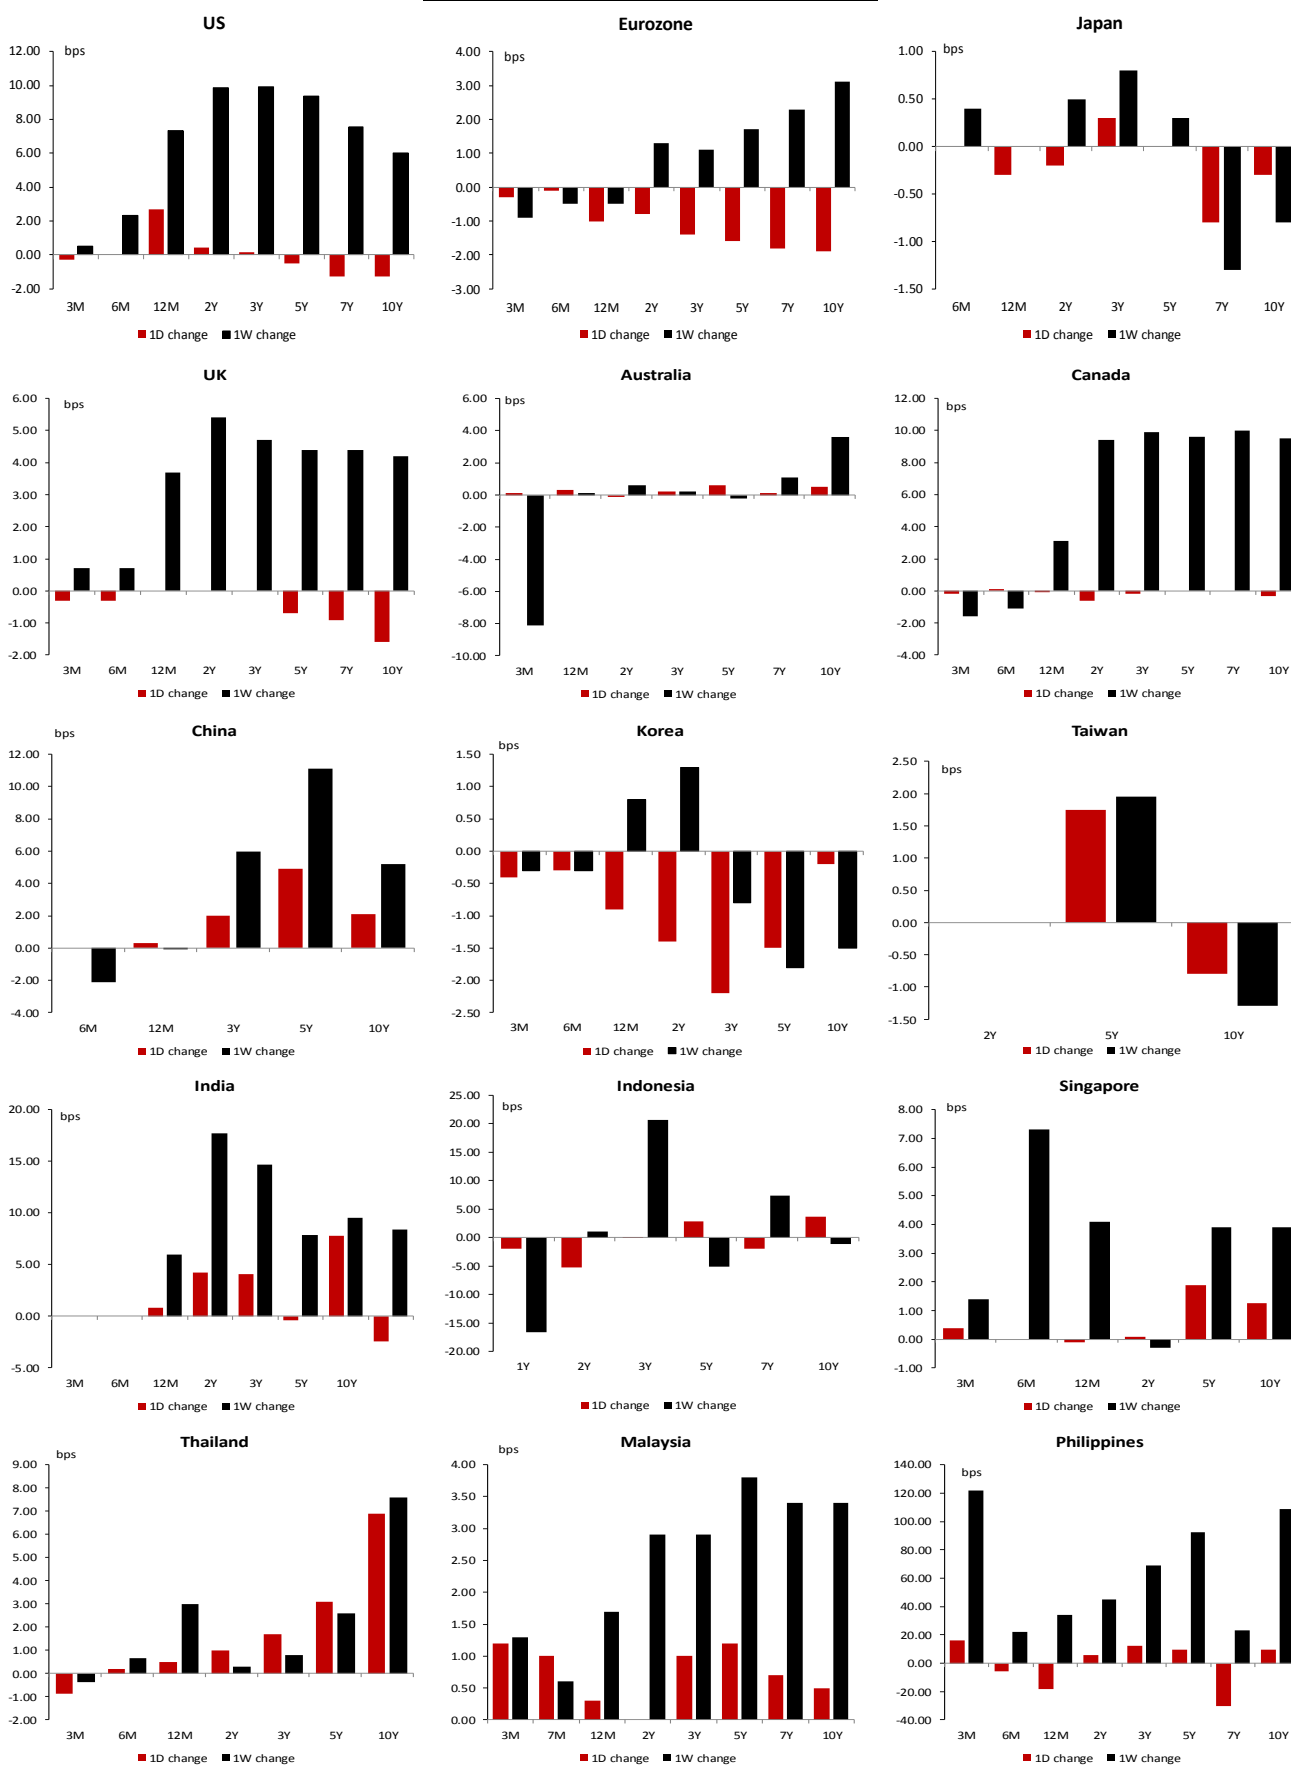 US
bps
12.00
10.00
8.00
6.00
4.00
2.00
0.00
-2.00
3M 6M 12M 2Y 3Y 5Y 7Y 10Y
1D change 1W change
Eurozone
bps
4.00
3.00
2.00
1.00
0.00
-1.00
-2.00
-3.00
3M 6M 12M 2Y 3Y 5Y 7Y 10Y
1D change 1W change
Japan
1.00
0.50
0.00
-0.50
-1.00
-1.50
6M 12M 2Y 3Y 5Y 7Y 10Y
1D change 1W change
UK
bps
6.00
5.00
4.00
3.00
2.00
1.00
0.00
-1.00
-2.00
3M 6M 12M 2Y 3Y 5Y 7Y 10Y
1D change 1W change
Australia
bps
6.00
4.00
2.00
0.00
-2.00
-4.00
-6.00
-8.00
-10.00
3M 12M 2Y 3Y 5Y 7Y 10Y
1D change 1W change
Canada
bps
12.00
10.00
8.00
6.00
4.00
2.00
0.00
-2.00
-4.00
3M 6M 12M 2Y 3Y 5Y 7Y 10Y
1D change 1W change
China
bps
12.00
10.00
8.00
6.00
4.00
2.00
0.00
-2.00
-4.00
6M 12M 3Y 5Y 10Y
1D change 1W change
Korea
bps
1.50
1.00
0.50
0.00
-0.50
-1.00
-1.50
-2.00
-2.50
3M 6M 12M 2Y 3Y 5Y 10Y
1D change 1W change
Taiwan
bps
2.50
2.00
1.50
1.00
0.50
0.00
-0.50
-1.00
-1.50
2Y 5Y 10Y
1D change 1W change
India
bps
20.00
15.00
10.00
5.00
0.00
-5.00
3M 6M 12M 2Y 3Y 5Y 10Y
1D change 1W change
Indonesia
bps
25.00
20.00
15.00
10.00
5.00
0.00
-5.00
-10.00
-15.00
-20.00
1Y 2Y 3Y 5Y 7Y 10Y
1D change 1W change
Singapore
bps
8.00
7.00
6.00
5.00
4.00
3.00
2.00
1.00
0.00
-1.00
3M 6M 12M 2Y 5Y 10Y
1D change 1W change
Thailand
bps
9.00
8.00
7.00
6.00
5.00
4.00
3.00
2.00
1.00
0.00
-1.00
-2.00
3M 6M 12M 2Y 3Y 5Y 10Y
1D change 1W change
Malaysia
bps
4.00
3.50
3.00
2.50
2.00
1.50
1.00
0.50
0.00
3M 7M 12M 2Y 3Y 5Y 7Y 10Y
1D change 1W change
Philippines
bps
140.00
120.00
100.00
80.00
60.00
40.00
20.00
0.00
-20.00
-40.00
3M 6M 12M 2Y 3Y 5Y 7Y 10Y
1D change 1W change